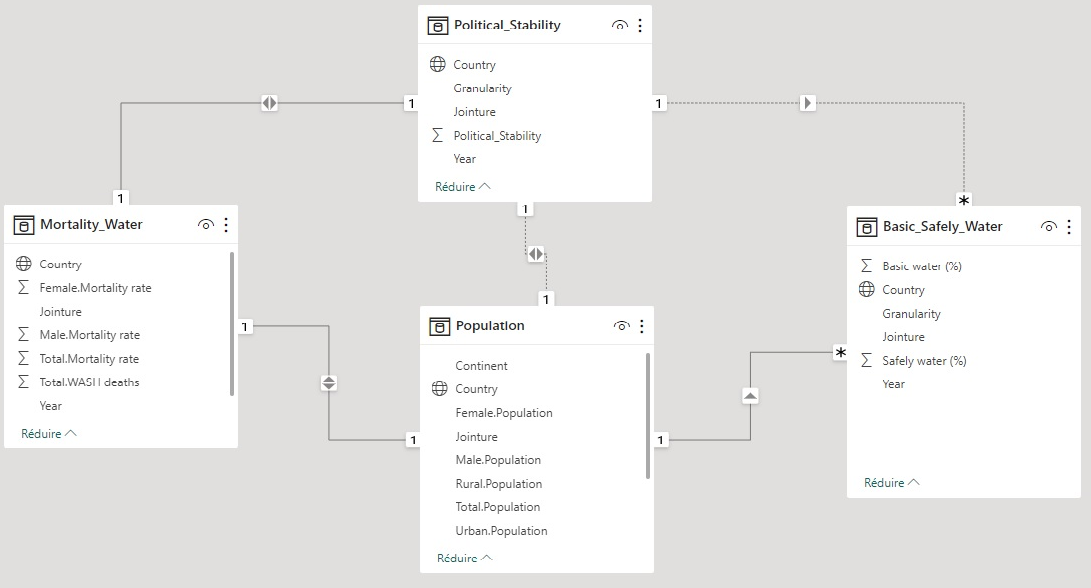 Political_Stability
Country
Granularity
Jointure
Political_Stability
Year
Réduire
1
1
1
1
*
Mortality_Water
Country
Female.Mortality rate
Jointure
Male.Mortality rate
Total.Mortality rate
Total.WASH deaths
Year
Réduire
1
1
1
Population
Continent
Country
Female.Population
Jointure
Male.Population
Rural.Population
Total.Population
Urban.Population
Réduire
1
*
Basic_Safely_Water
Basic water (%)
Country
Granularity
Jointure
Safely water (%)
Year
Réduire